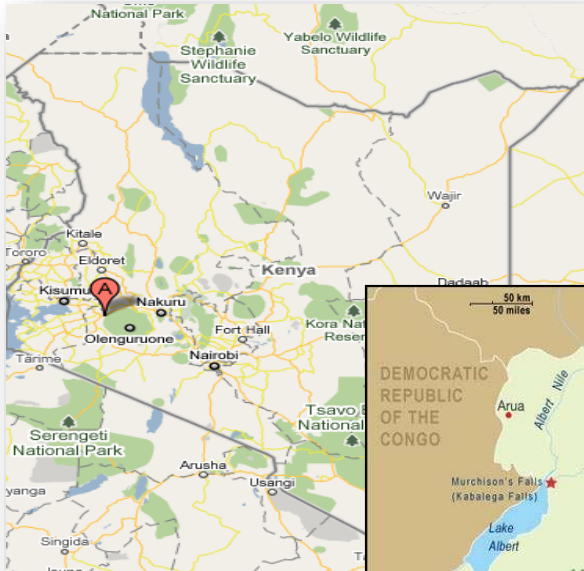 National Park
Stephanie
Wildlife
Sanctuary
Yabelo Wildlife
Sanctuary
Wajir
Kitale
Tororo
Eldoret
Kenya
Dadaab
A
Kisumu
Nakuru
Kora Na
Reser
Olenguruone
Fort Hall
Nairobi
Tarime
Tsavo E
National
Serengeti
National Park
Arusha
Usangi
yanga
Singida
50 km
50 miles
DEMOCRATIC
REPUBLIC
OF THE
CONGO
Arua
Albert Nile
Murchison's Falls
(Kabalega Falls)
Lake
Albert